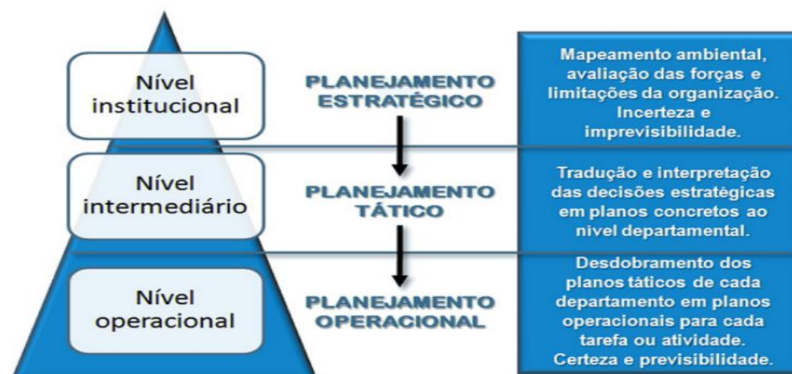 Nível
institucional
PLANEJAMENTO
ESTRATÉGICO
Mapeamento ambiental,
avaliação das forças e
limitações da organização.
Incerteza e
imprevisibilidade.
Nível
intermediário
PLANEJAMENTO
TÁTICO
Tradução e interpretação
das decisões estratégicas
em planos concretos ao
nível departamental.
Nível
operacional
PLANEJAMENTO
OPERACIONAL
Desdobramento dos
planos táticos de cada
departamento em planos
operacionais para cada
tarefa ou atividade.
Certeza e previsibilidade.